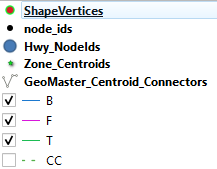 ShapeVertices
node_ids
Hwy_NodeIds
Zone_Centroids
GeoMaster_Centroid_Connectors
B
F
T
CC